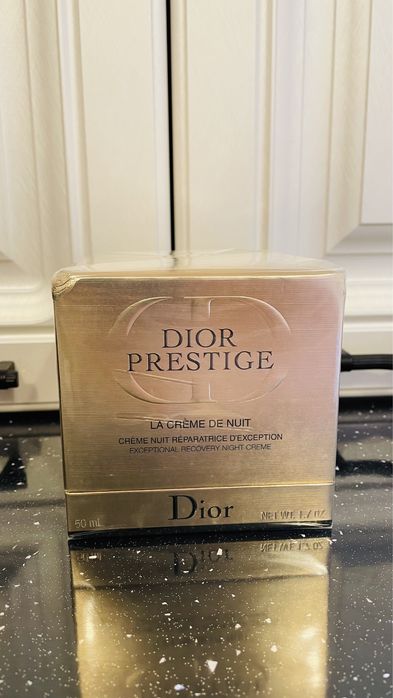 DIOR
PRESTIGE
LA CRÈME DE NUIT
CRÈME NUIT RÉPARATRICE D'EXCEPTION
EXCEPTIONAL RECOVERY NIGHT CREME
Dior
50 ml
NET WT. 1.7 OZ